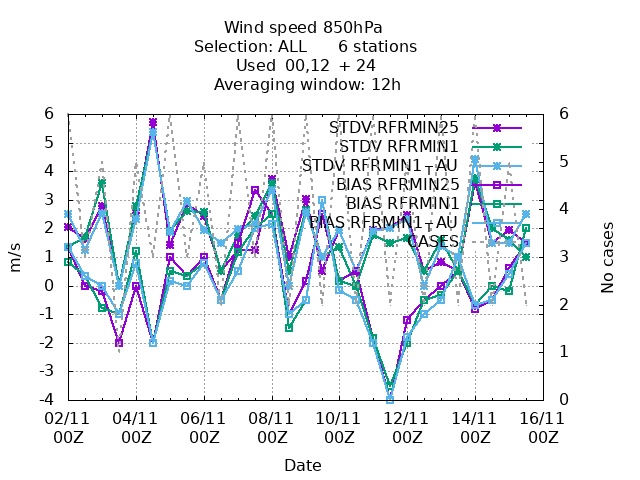 Wind speed 850hPa
Selection: ALL 6 stations
Used 00,12 + 24
Averaging window: 12h
6
5
4
3
2
1
0
-1
-2
-3
-4
m/s
STDV RFRMIN25
STDV RFRMIN1
STDV RFRMIN1_AU
BIAS RFRMIN25
BIAS RFRMIN1
BIAS RFRMIN1_AU
CASES
6
5
4
3
2
1
0
No cases
02/11 04/11 06/11 08/11 10/11 12/11 14/11 16/11
00Z 00Z 00Z 00Z 00Z 00Z 00Z 00Z
Date